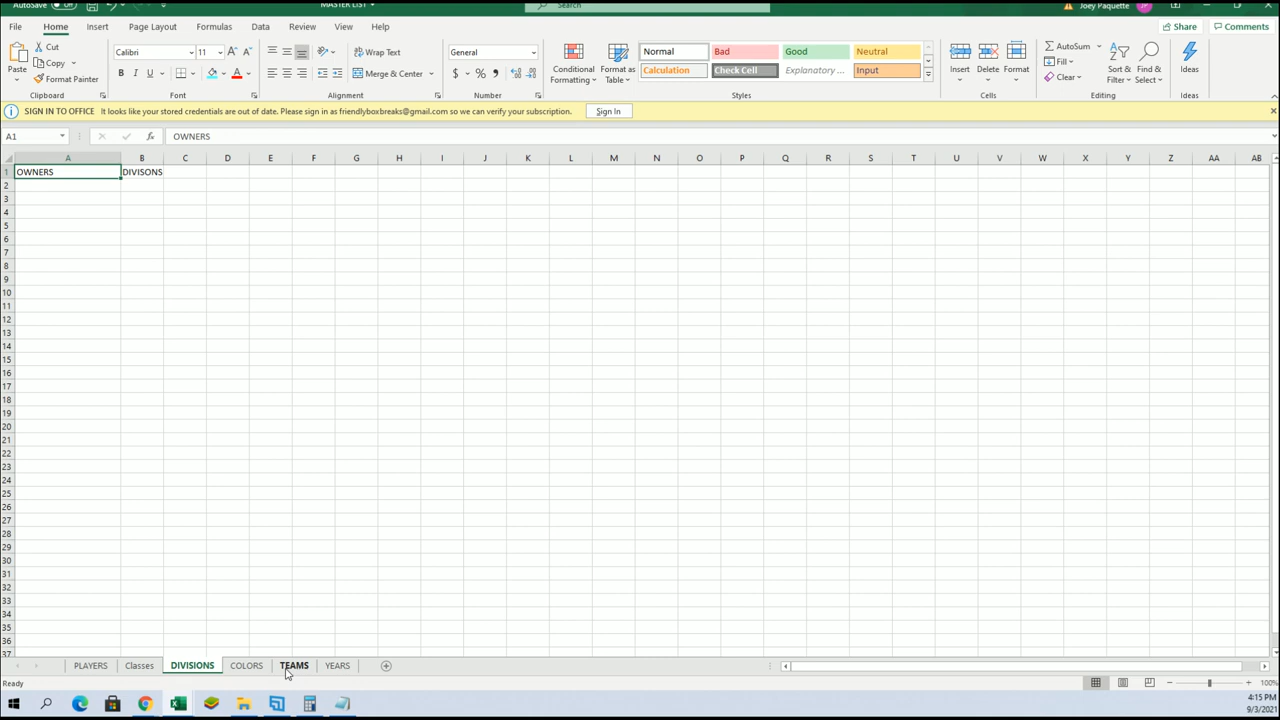 AutoSave Off MASTER LIST Search Joey Paquette JP
File Home Insert Page Layout Formulas Data Review View Help Share Comments
Paste Cut Copy Format Painter Clipboard
Calibri 11 A A B I U A Font
Wrap Text Merge & Center Alignment
General $ % , Number
Conditional Formatting Format as Table Normal Bad Good Neutral
Calculation Check Cell Explanatory ... Input Styles
Insert Delete Format Cells
AutoSum Fill Clear Sort & Filter Find & Select Editing
Ideas Ideas
SIGN IN TO OFFICE It looks like your stored credentials are out of date. Please sign in as friendlyboxbreaks@gmail.com so we can verify your subscription. Sign In
A1 fx OWNERS
A B C D E F G H I J K L M N O P Q R S T U V W X Y Z AA AB
1 OWNERS DIVISONS
2
3
4
5
6
7
8
9
10
11
12
13
14
15
16
17
18
19
20
21
22
23
24
25
26
27
28
29
30
31
32
33
34
35
36
37
PLAYERS Classes DIVISIONS COLORS TEAMS YEARS
Ready 100%
4:15 PM
9/3/2021